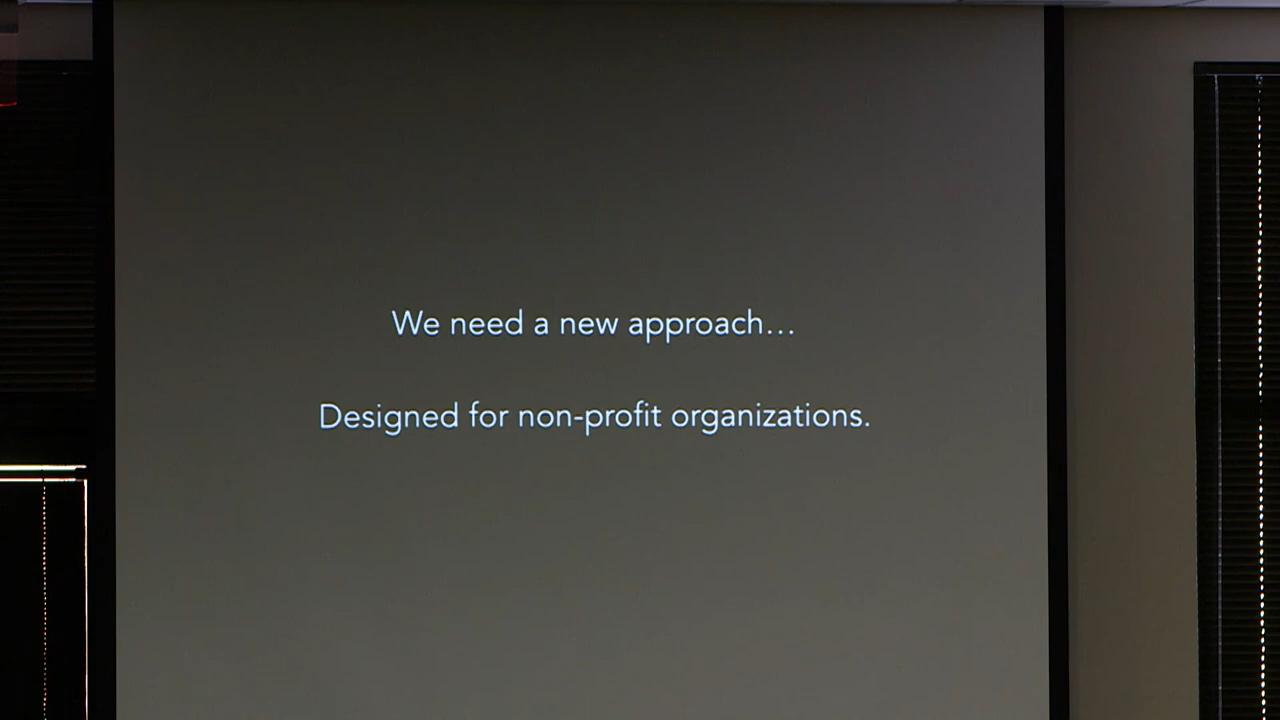 We need a new approach…
Designed for non-profit organizations.